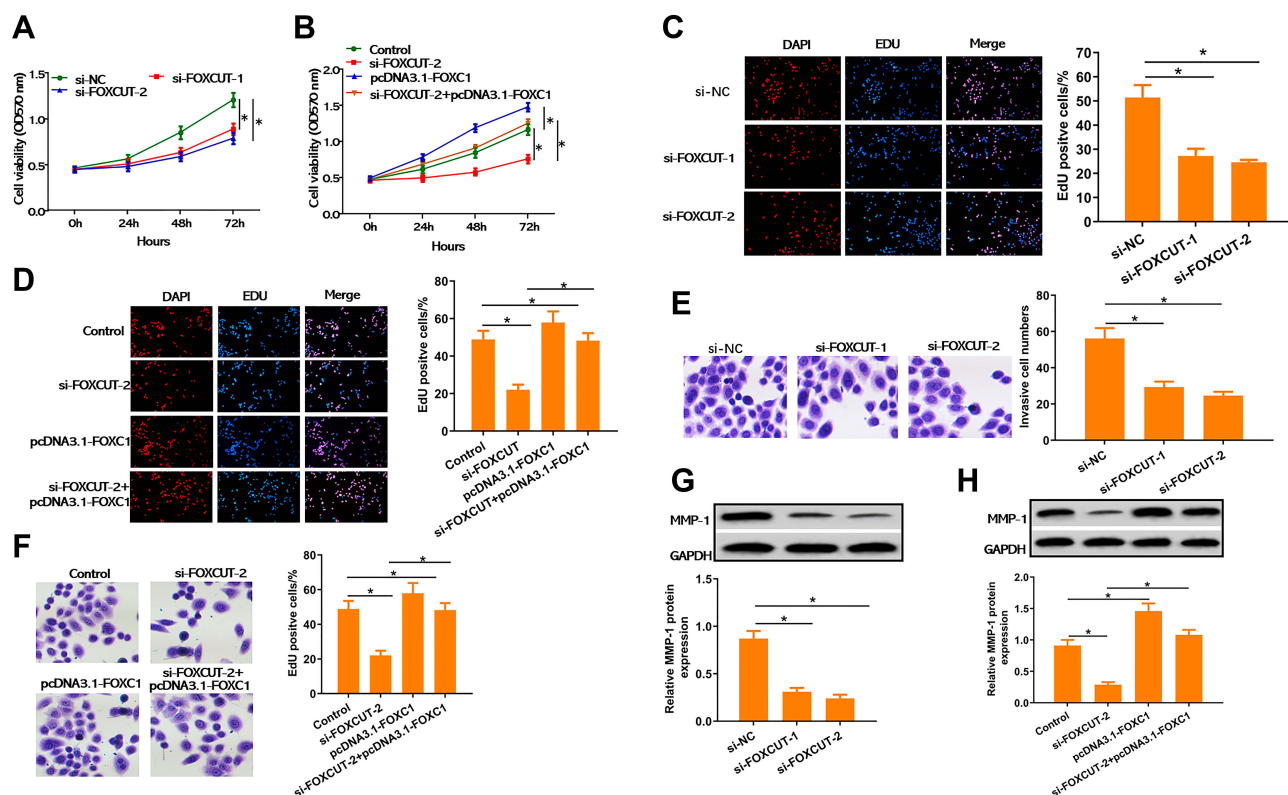 A
si-NC
si-FOXCUT-1
si-FOXCUT-2
Cell viability (OD570 nm)
1.5
1.0
0.5
0.0
0h
24h
48h
72h
Hours
*
*
B
Control
si-FOXCUT-2
pcDNA3.1-FOXC1
si-FOXCUT-2+pcDNA3.1-FOXC1
Cell viability (OD570 nm)
2.0
1.5
1.0
0.5
0.0
0h
24h
48h
72h
Hours
*
*
*
C
DAPI
EDU
Merge
si-NC
si-FOXCUT-1
si-FOXCUT-2
EdU positve cells/%
70
60
50
40
30
20
10
0
*
*
si-NC
si-FOXCUT-1
si-FOXCUT-2
D
DAPI
EDU
Merge
Control
si-FOXCUT-2
pcDNA3.1-FOXC1
si-FOXCUT-2+
pcDNA3.1-FOXC1
EdU positve cells/%
80
60
40
20
0
*
*
*
Control
si-FOXCUT
pcDNA3.1-FOXC1
si-FOXCUT+pcDNA3.1-FOXC1
E
si-NC
si-FOXCUT-1
si-FOXCUT-2
Invasive cell numbers
80
60
40
20
0
*
*
si-NC
si-FOXCUT-1
si-FOXCUT-2
F
Control
si-FOXCUT-2
pcDNA3.1-FOXC1
si-FOXCUT-2+
pcDNA3.1-FOXC1
EdU positve cells/%
80
60
40
20
0
*
*
*
Control
si-FOXCUT-2
pcDNA3.1-FOXC1
si-FOXCUT-2+pcDNA3.1-FOXC1
G
MMP-1
GAPDH
Relative MMP-1 protein
expression
1.5
1.0
0.5
0.0
*
*
si-NC
si-FOXCUT-1
si-FOXCUT-2
H
MMP-1
GAPDH
Relative MMP-1 protein
expression
2.0
1.5
1.0
0.5
0.0
*
*
*
Control
si-FOXCUT-2
pcDNA3.1-FOXC1
si-FOXCUT-2+pcDNA3.1-FOXC1